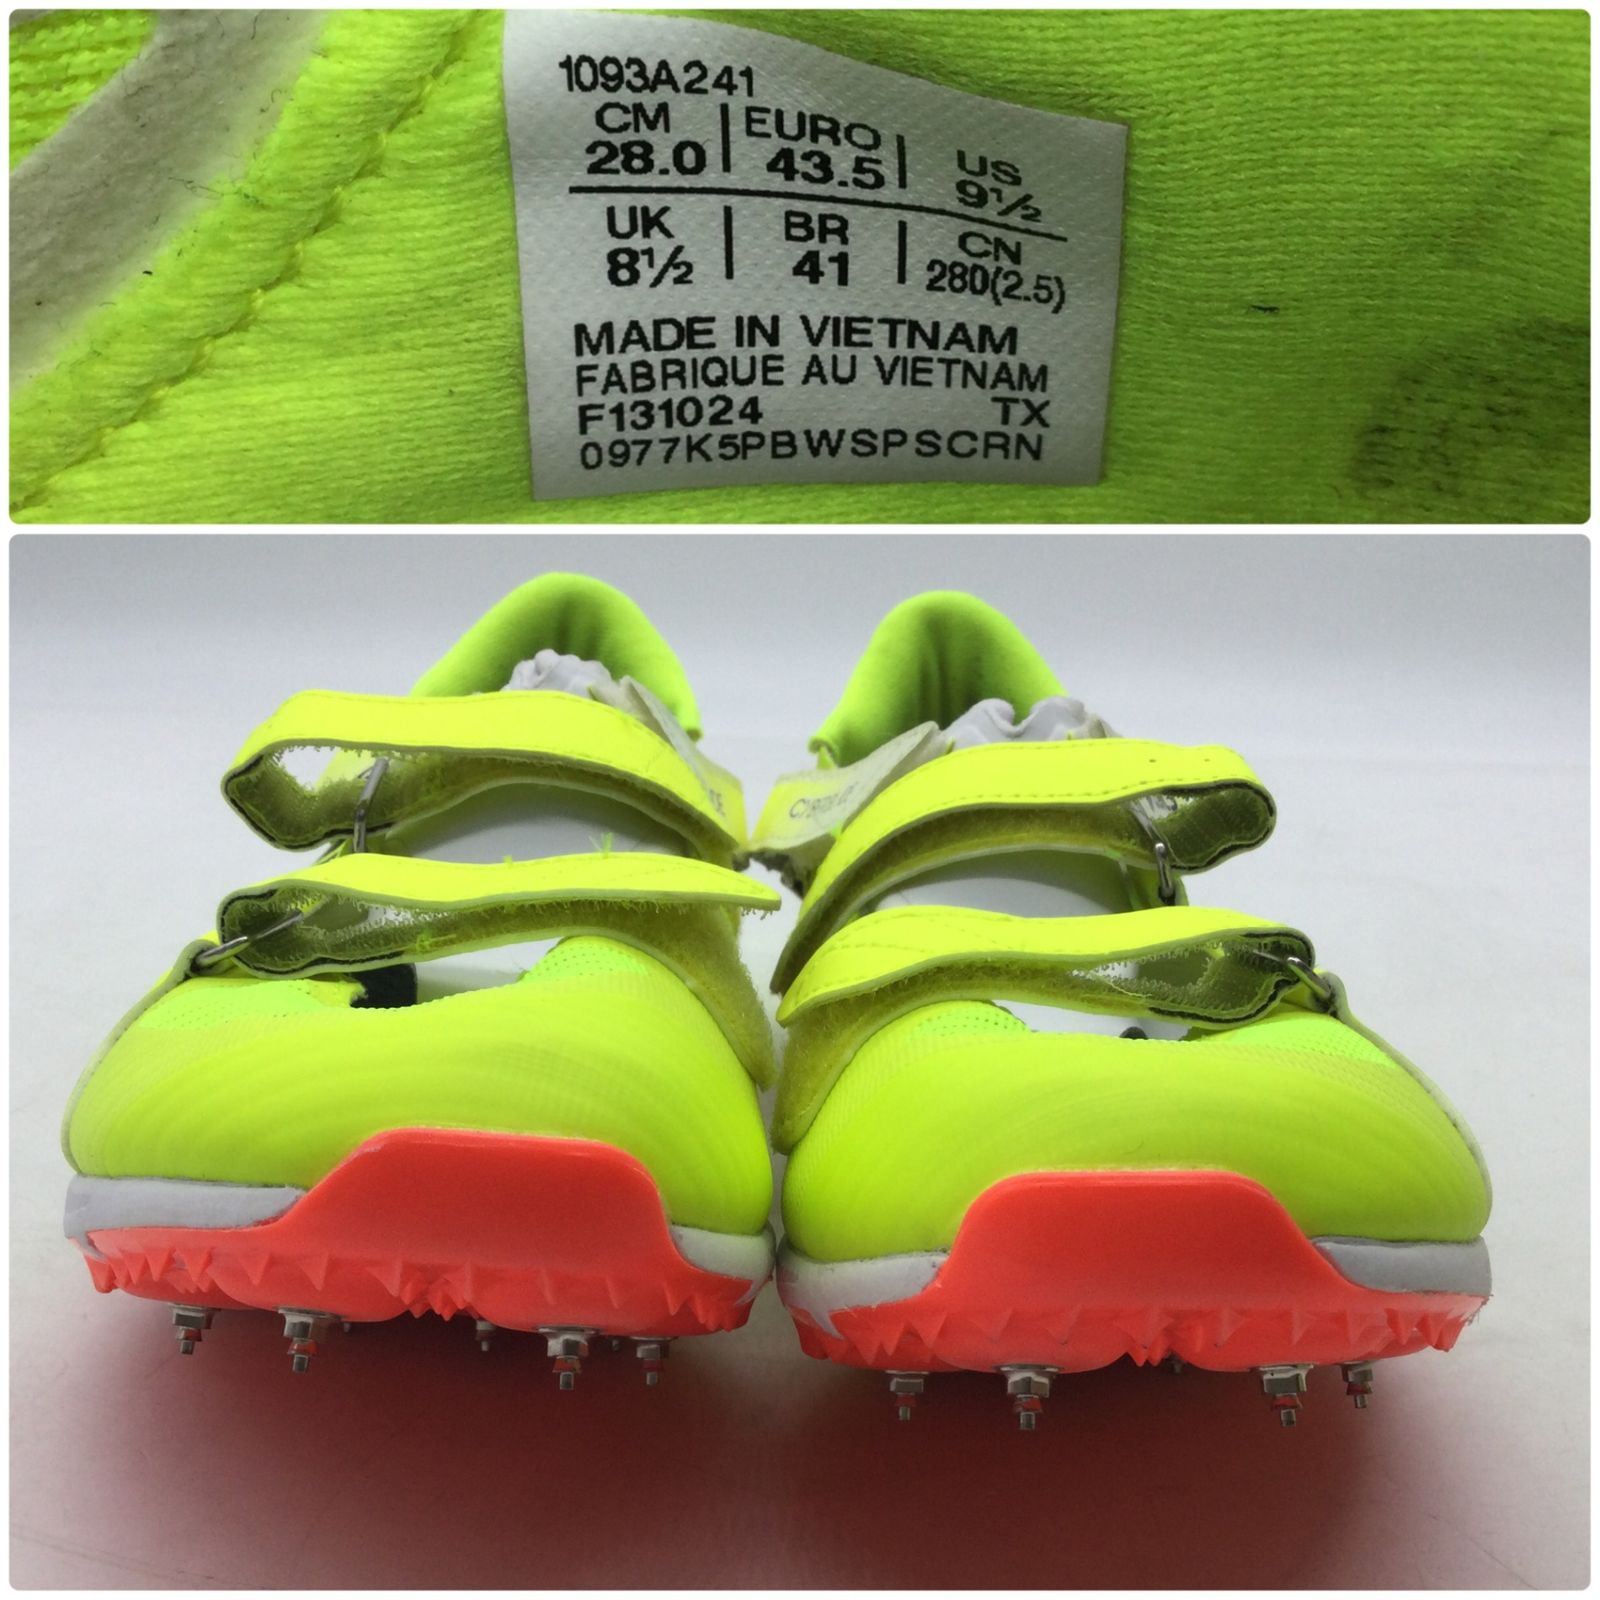 1093A241
CM | EURO | US
28.0 | 43.5 | 9½
UK | BR | CN
8½ | 41 | 280(2.5)
MADE IN VIETNAM
FABRIQUE AU VIETNAM
F131024 TX
0977K5PBWSPSCRN